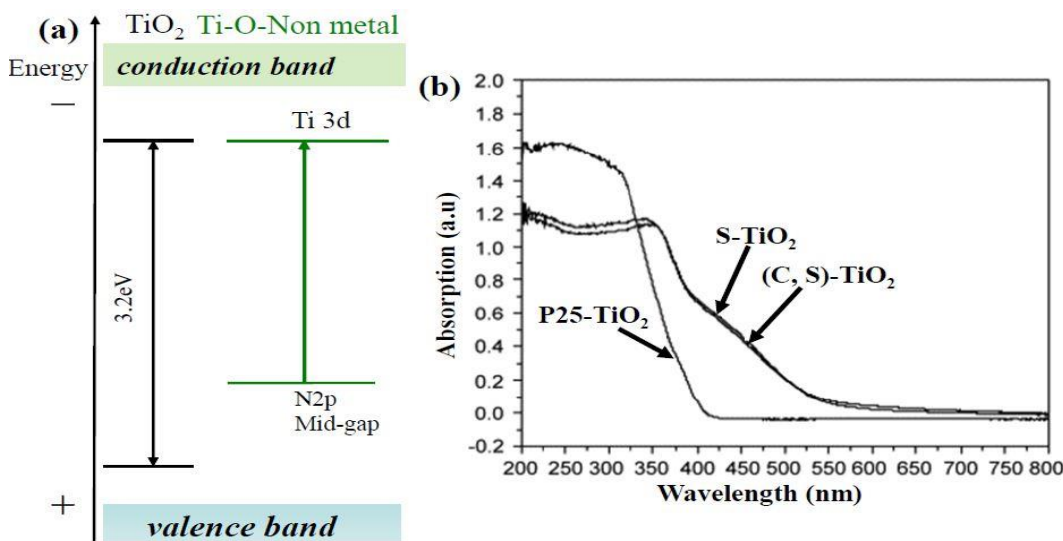 (a)
TiO₂ Ti-O-Non metal
Energy
conduction band
−
Ti 3d
3.2eV
N2p
Mid-gap
+
valence band
(b)
2.0
1.8
1.6
1.4
1.2
1.0
0.8
0.6
0.4
0.2
0.0
-0.2
Absorption (a.u)
S-TiO₂
(C, S)-TiO₂
P25-TiO₂
200 250 300 350 400 450 500 550 600 650 700 750 800
Wavelength (nm)